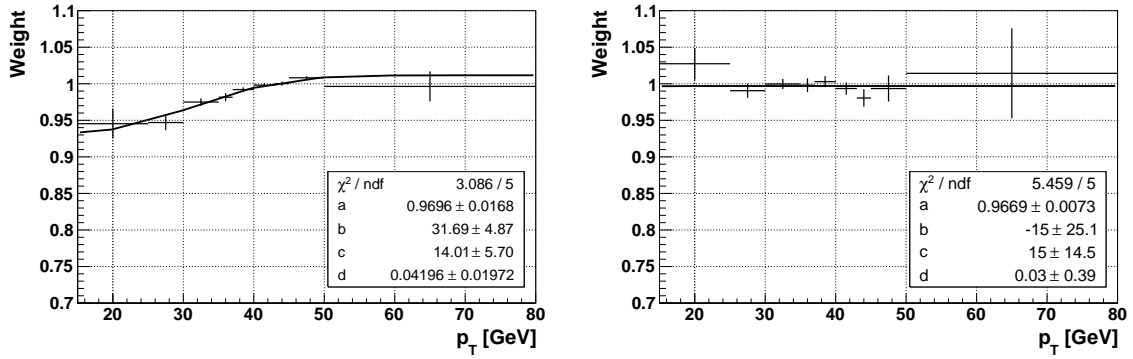 Weight
1.1
1.05
1
0.95
0.9
0.85
0.8
0.75
0.7
χ² / ndf 3.086 / 5
a 0.9696 ± 0.0168
b 31.69 ± 4.87
c 14.01 ± 5.70
d 0.04196 ± 0.01972
20 30 40 50 60 70 80
p_T [GeV]
Weight
1.1
1.05
1
0.95
0.9
0.85
0.8
0.75
0.7
χ² / ndf 5.459 / 5
a 0.9669 ± 0.0073
b -15 ± 25.1
c 15 ± 14.5
d 0.03 ± 0.39
20 30 40 50 60 70 80
p_T [GeV]